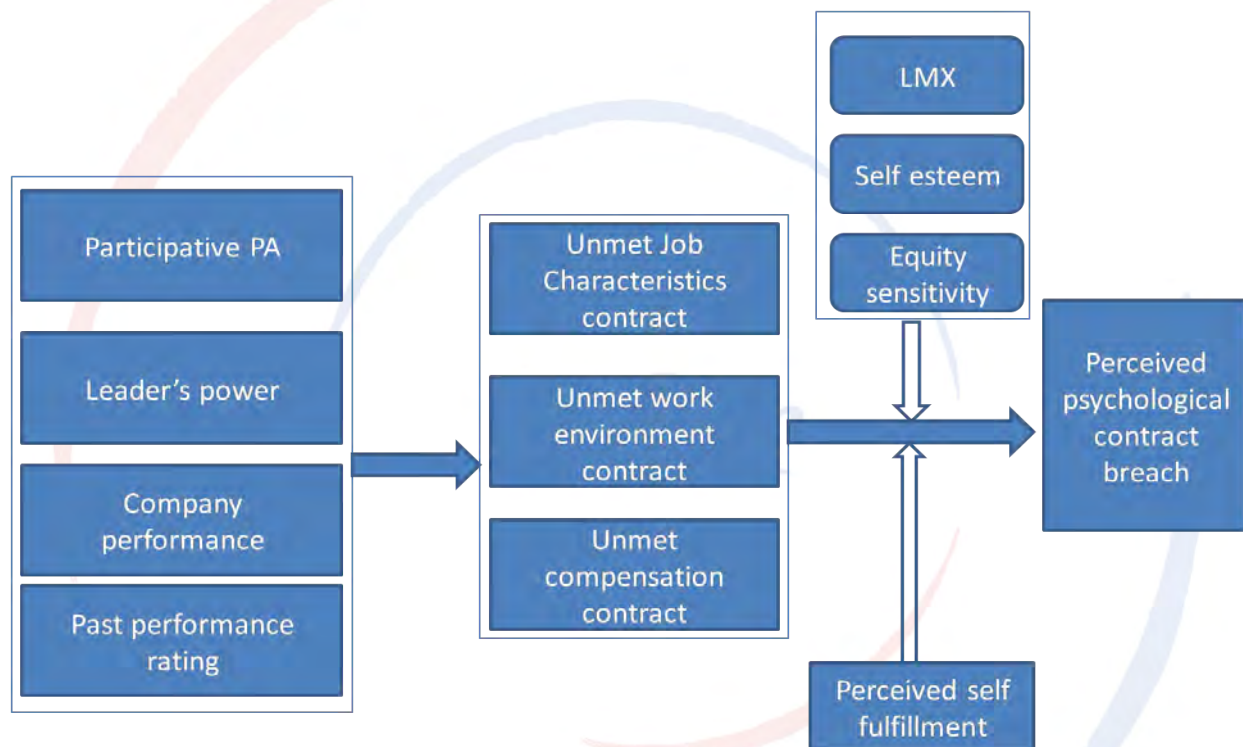 Participative PA
Leader's power
Company
performance
Past performance
rating
Unmet Job
Characteristics
contract
Unmet work
environment
contract
Unmet
compensation
contract
LMX
Self esteem
Equity
sensitivity
Perceived self
fulfillment
Perceived
psychological
contract
breach